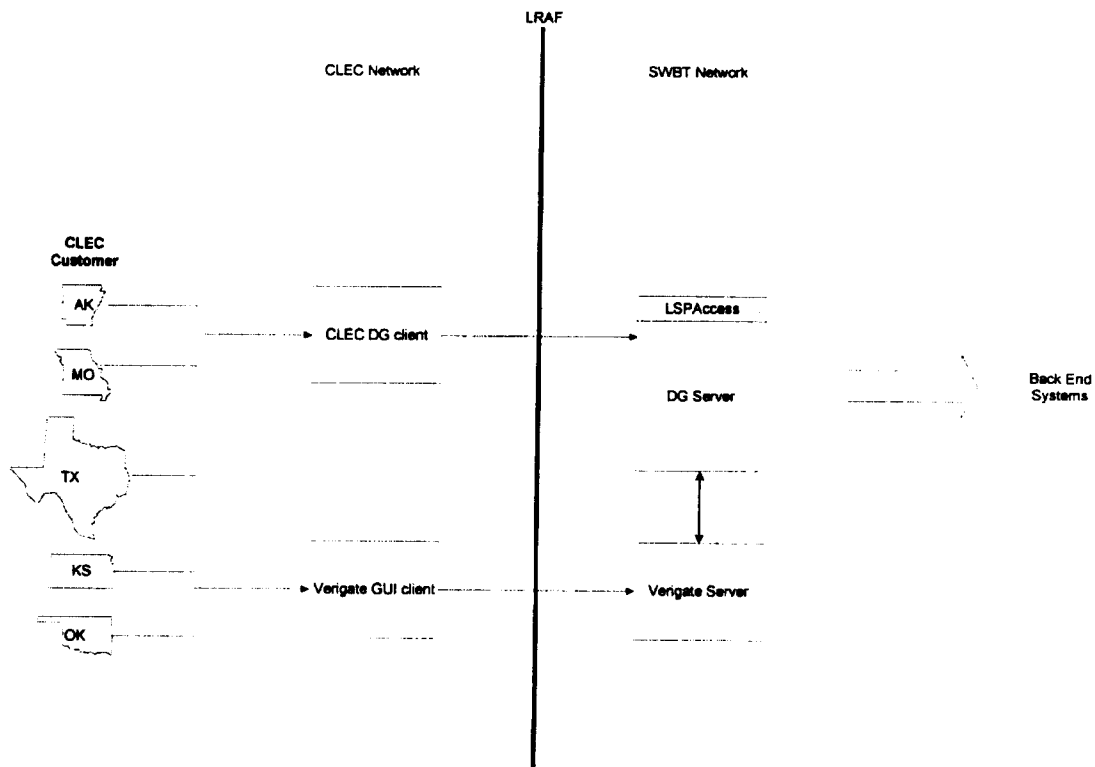 LRAF
CLEC Network
SWBT Network
CLEC
Customer
AK
LSPAccess
CLEC DG client
MO
DG Server
Back End
Systems
TX
KS
Verigate GUI client
Verigate Server
OK